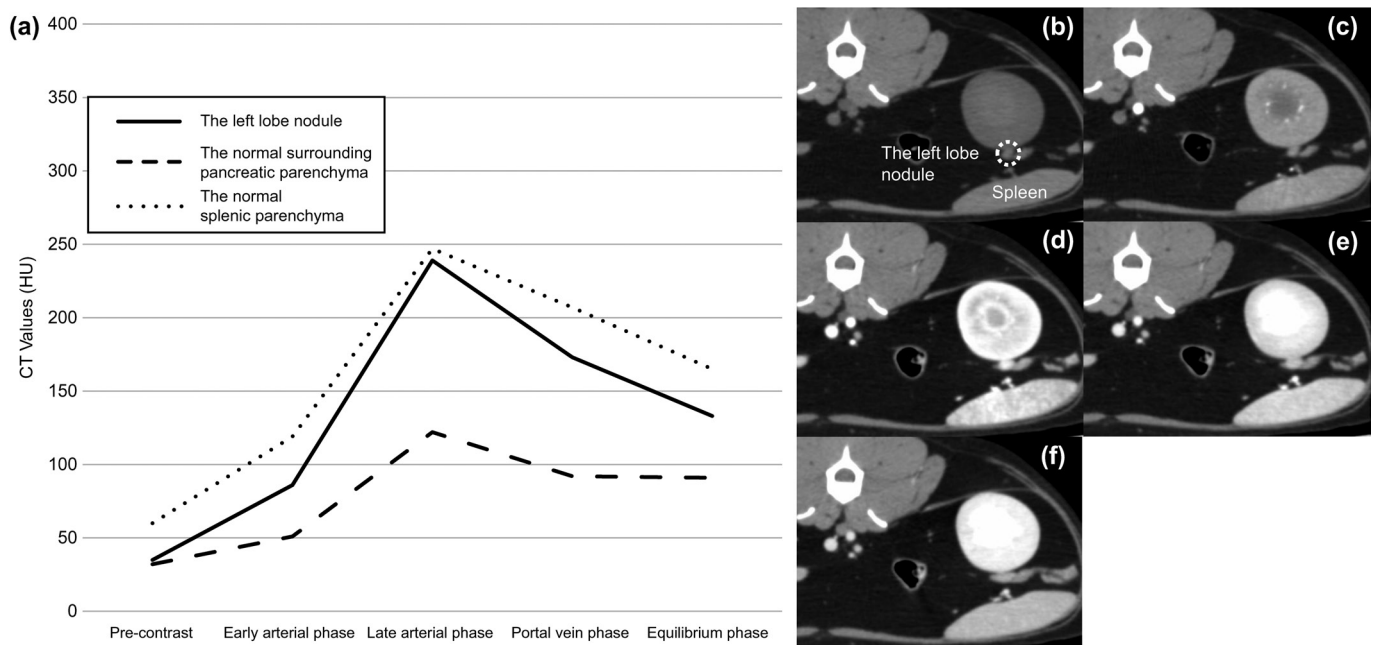 (a)
400
350
300
250
200
150
100
50
0
CT Values (HU)
The left lobe nodule
The normal surrounding
pancreatic parenchyma
The normal
splenic parenchyma
Pre-contrast
Early arterial phase
Late arterial phase
Portal vein phase
Equilibrium phase
(b)
The left lobe
nodule
Spleen
(c)
(d)
(e)
(f)